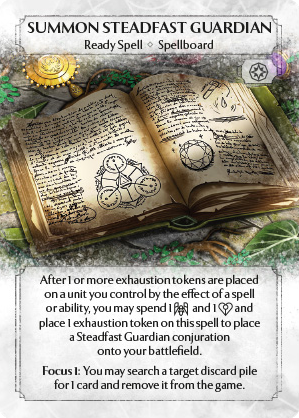 SUMMON STEADFAST GUARDIAN
Ready Spell ◇ Spellboard
After 1 or more exhaustion tokens are placed
on a unit you control by the effect of a spell
or ability, you may spend 1 and 1 and
place 1 exhaustion token on this spell to place
a Steadfast Guardian conjuration
onto your battlefield.
Focus 1: You may search a target discard pile
for 1 card and remove it from the game.